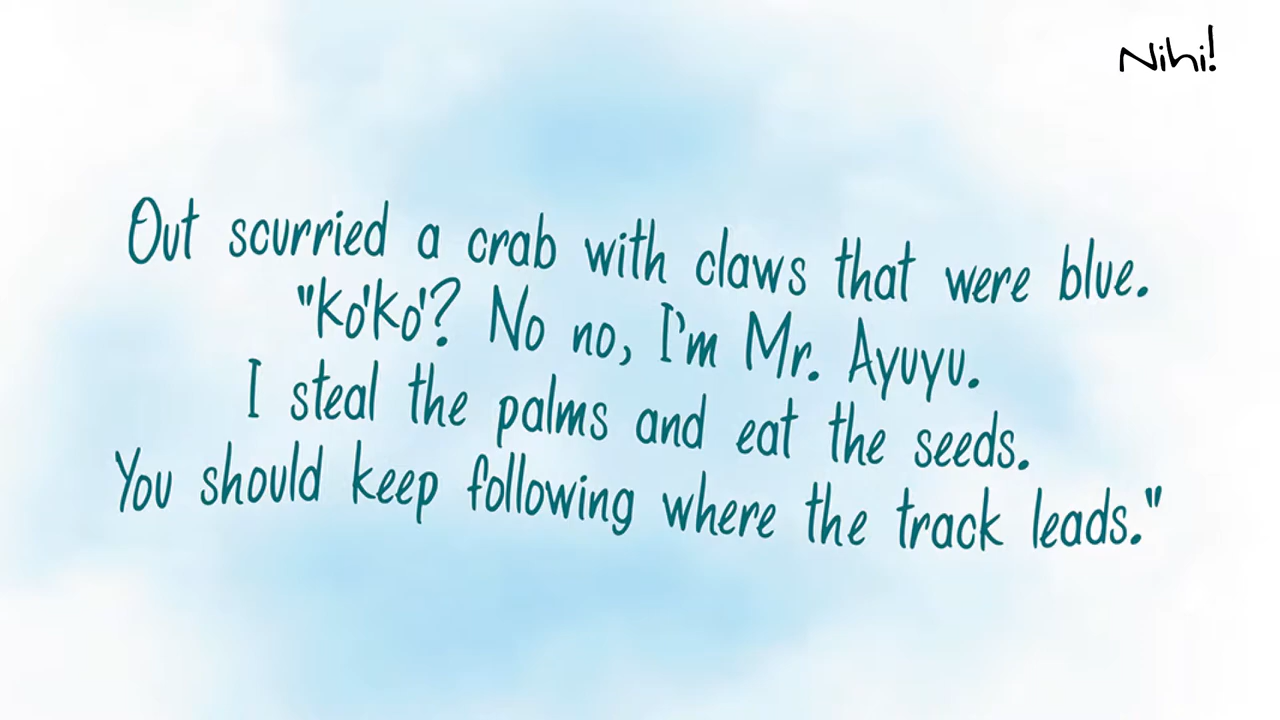 Nihi!
Out scurried a crab with claws that were blue.
"Ko'Ko'? No no, I'm Mr. Ayuyu.
I steal the palms and eat the seeds.
You should keep following where the track leads."